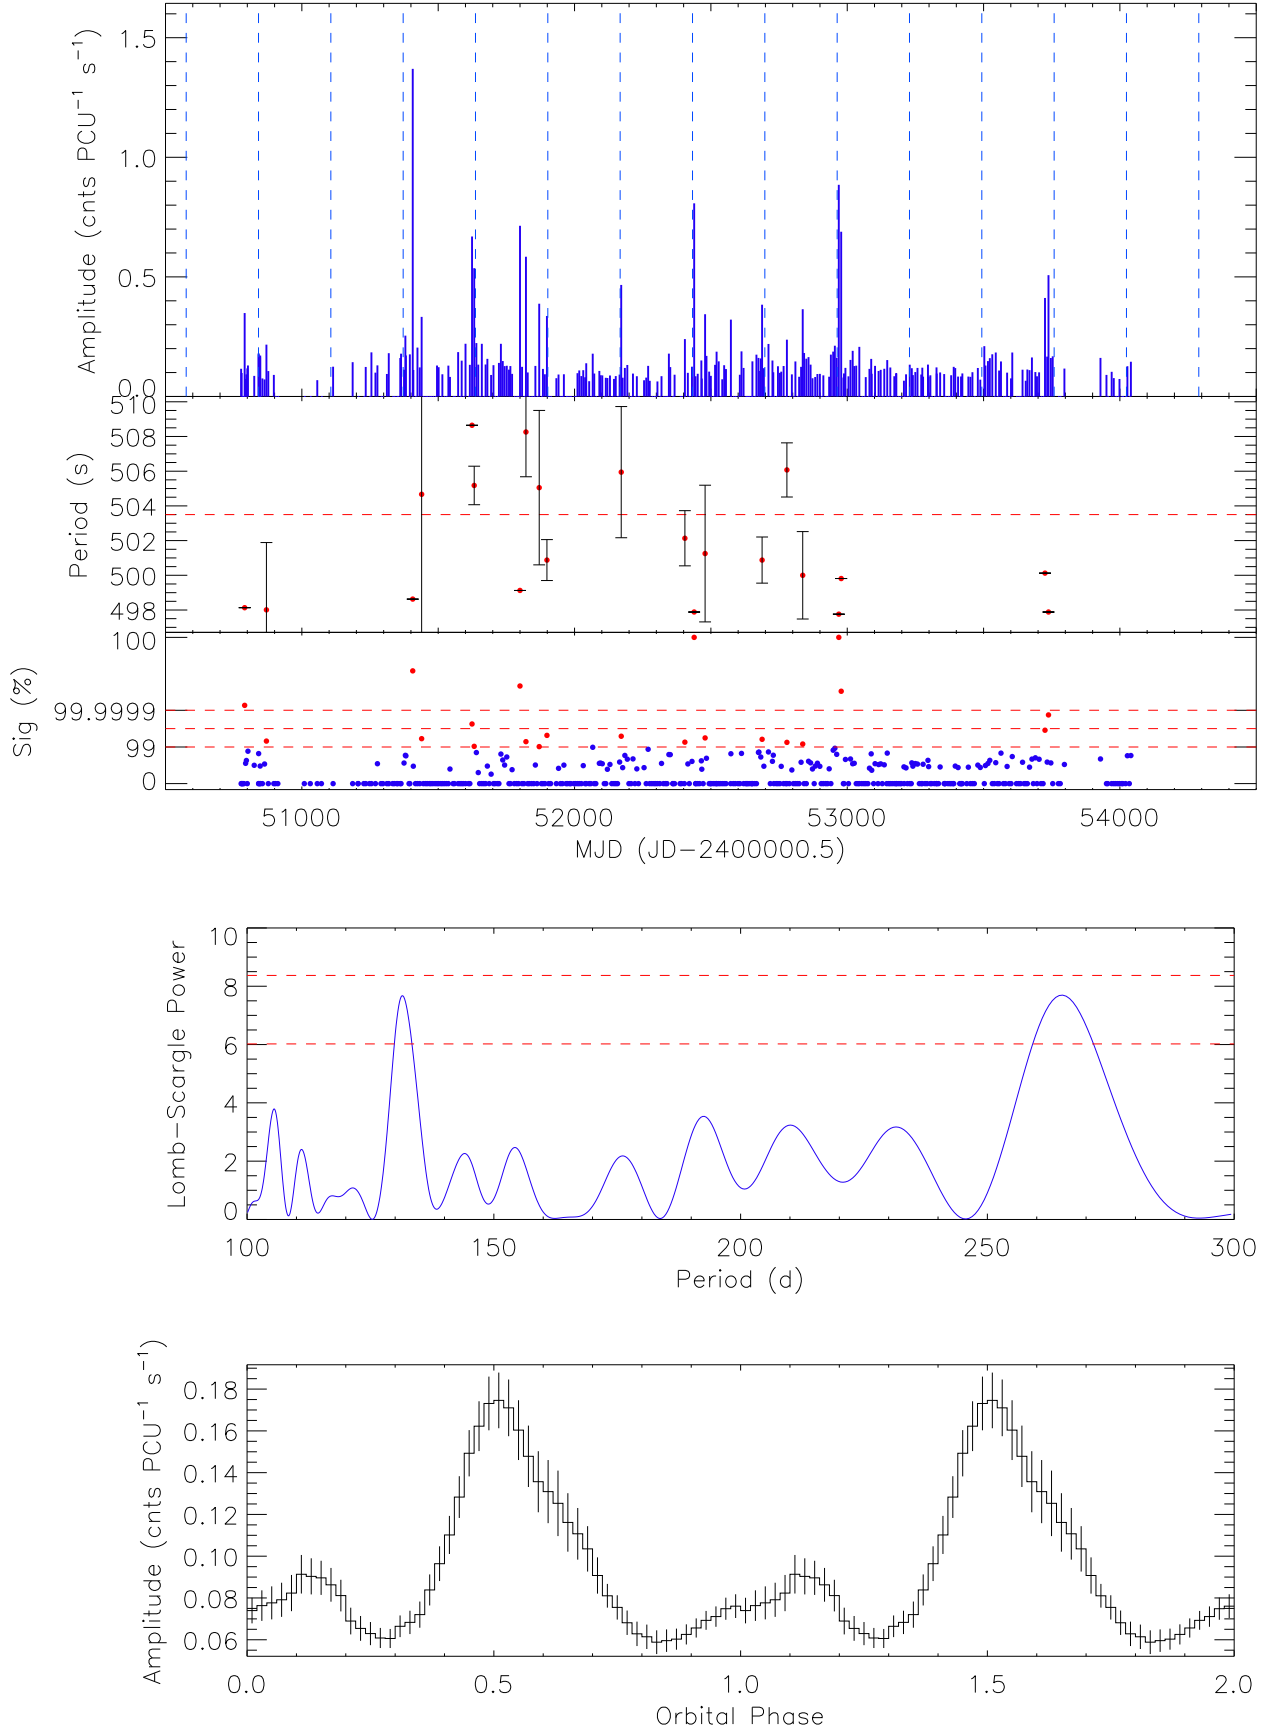 Amplitude (cnts PCU⁻¹ s⁻¹)
1.5
1.0
0.5
0.0
Period (s)
510
508
506
504
502
500
498
Sig (%)
100
99.9999
99
0
51000 52000 53000 54000
MJD (JD−2400000.5)
Lomb−Scargle Power
10
8
6
4
2
0
100 150 200 250 300
Period (d)
Amplitude (cnts PCU⁻¹ s⁻¹)
0.18
0.16
0.14
0.12
0.10
0.08
0.06
0.0 0.5 1.0 1.5 2.0
Orbital Phase